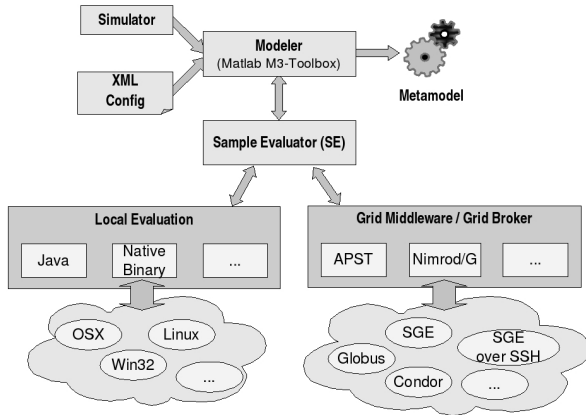 Simulator
Modeler
(Matlab M3-Toolbox)
XML
Config
Metamodel
Sample Evaluator (SE)
Local Evaluation
Java
Native
Binary
...
Grid Middleware / Grid Broker
APST
Nimrod/G
...
OSX
Linux
Win32
...
SGE
SGE
over SSH
Globus
Condor
...